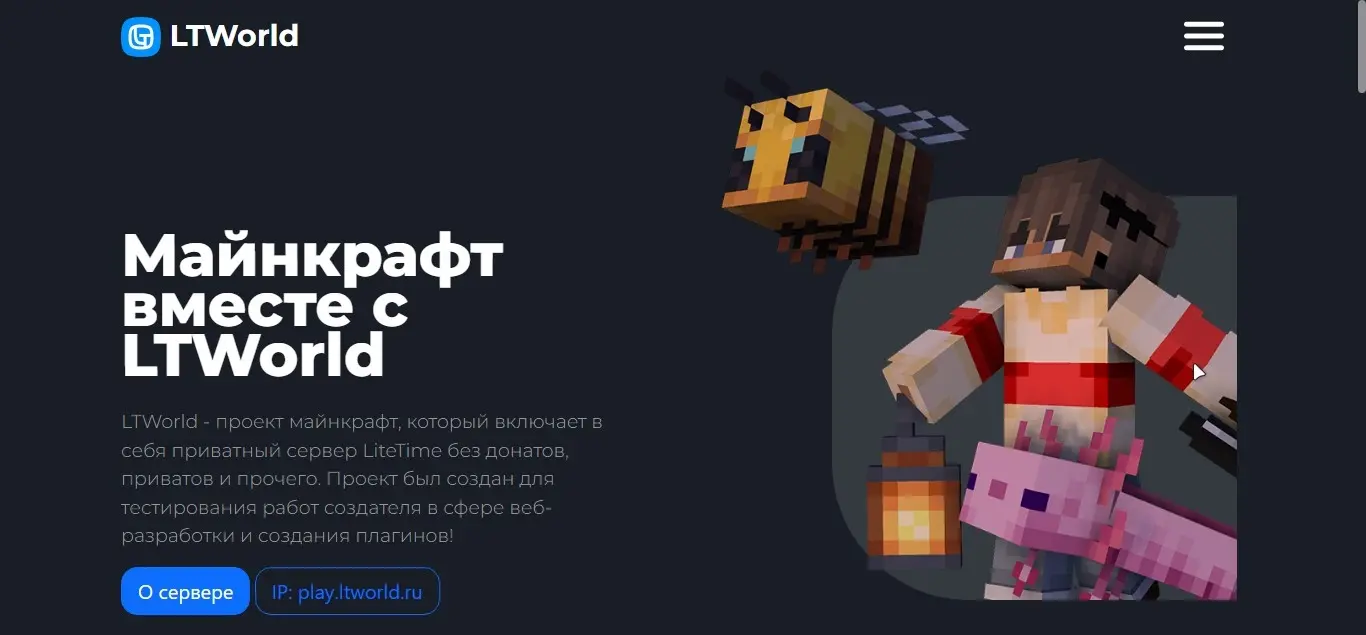 LTWorld
Майнкрафт
вместе с
LTWorld
LTWorld - проект майнкрафт, который включает в
себя приватный сервер LiteTime без донатов,
приватов и прочего. Проект был создан для
тестирования работ создателя в сфере веб-
разработки и создания плагинов!
О сервере
IP: play.ltworld.ru